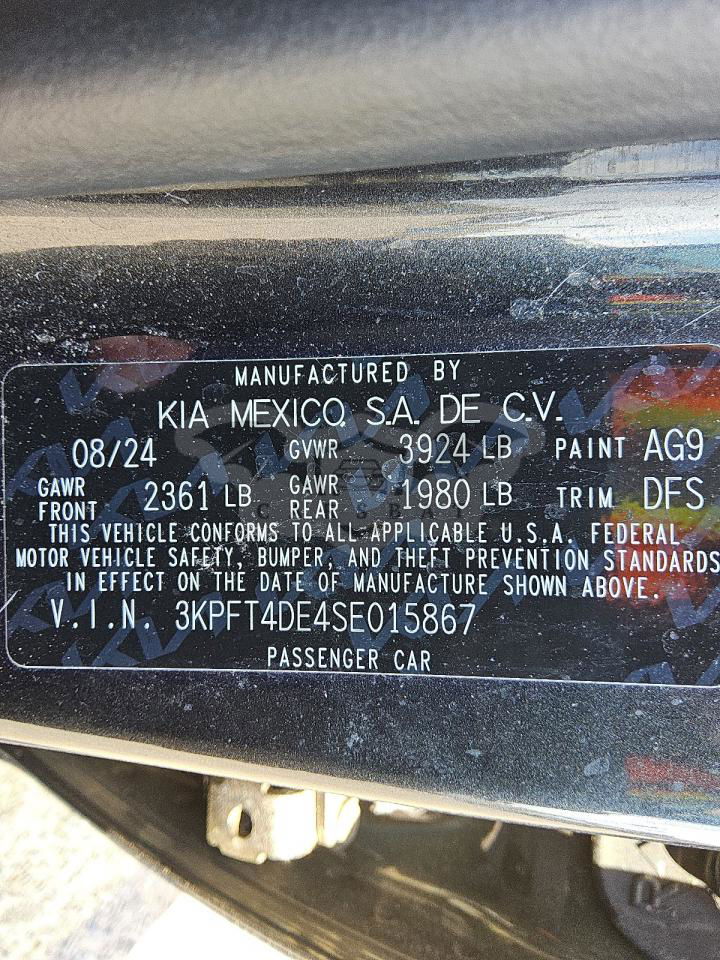 MANUFACTURED BY
KIA MEXICO, S.A. DE C.V.
08/24 GVWR 3924 LB PAINT AG9
GAWR FRONT 2361 LB GAWR REAR 1980 LB TRIM DFS
THIS VEHICLE CONFORMS TO ALL APPLICABLE U.S.A. FEDERAL
MOTOR VEHICLE SAFETY, BUMPER, AND THEFT PREVENTION STANDARDS
IN EFFECT ON THE DATE OF MANUFACTURE SHOWN ABOVE.
V.I.N. 3KPFT4DE4SE015867
PASSENGER CAR